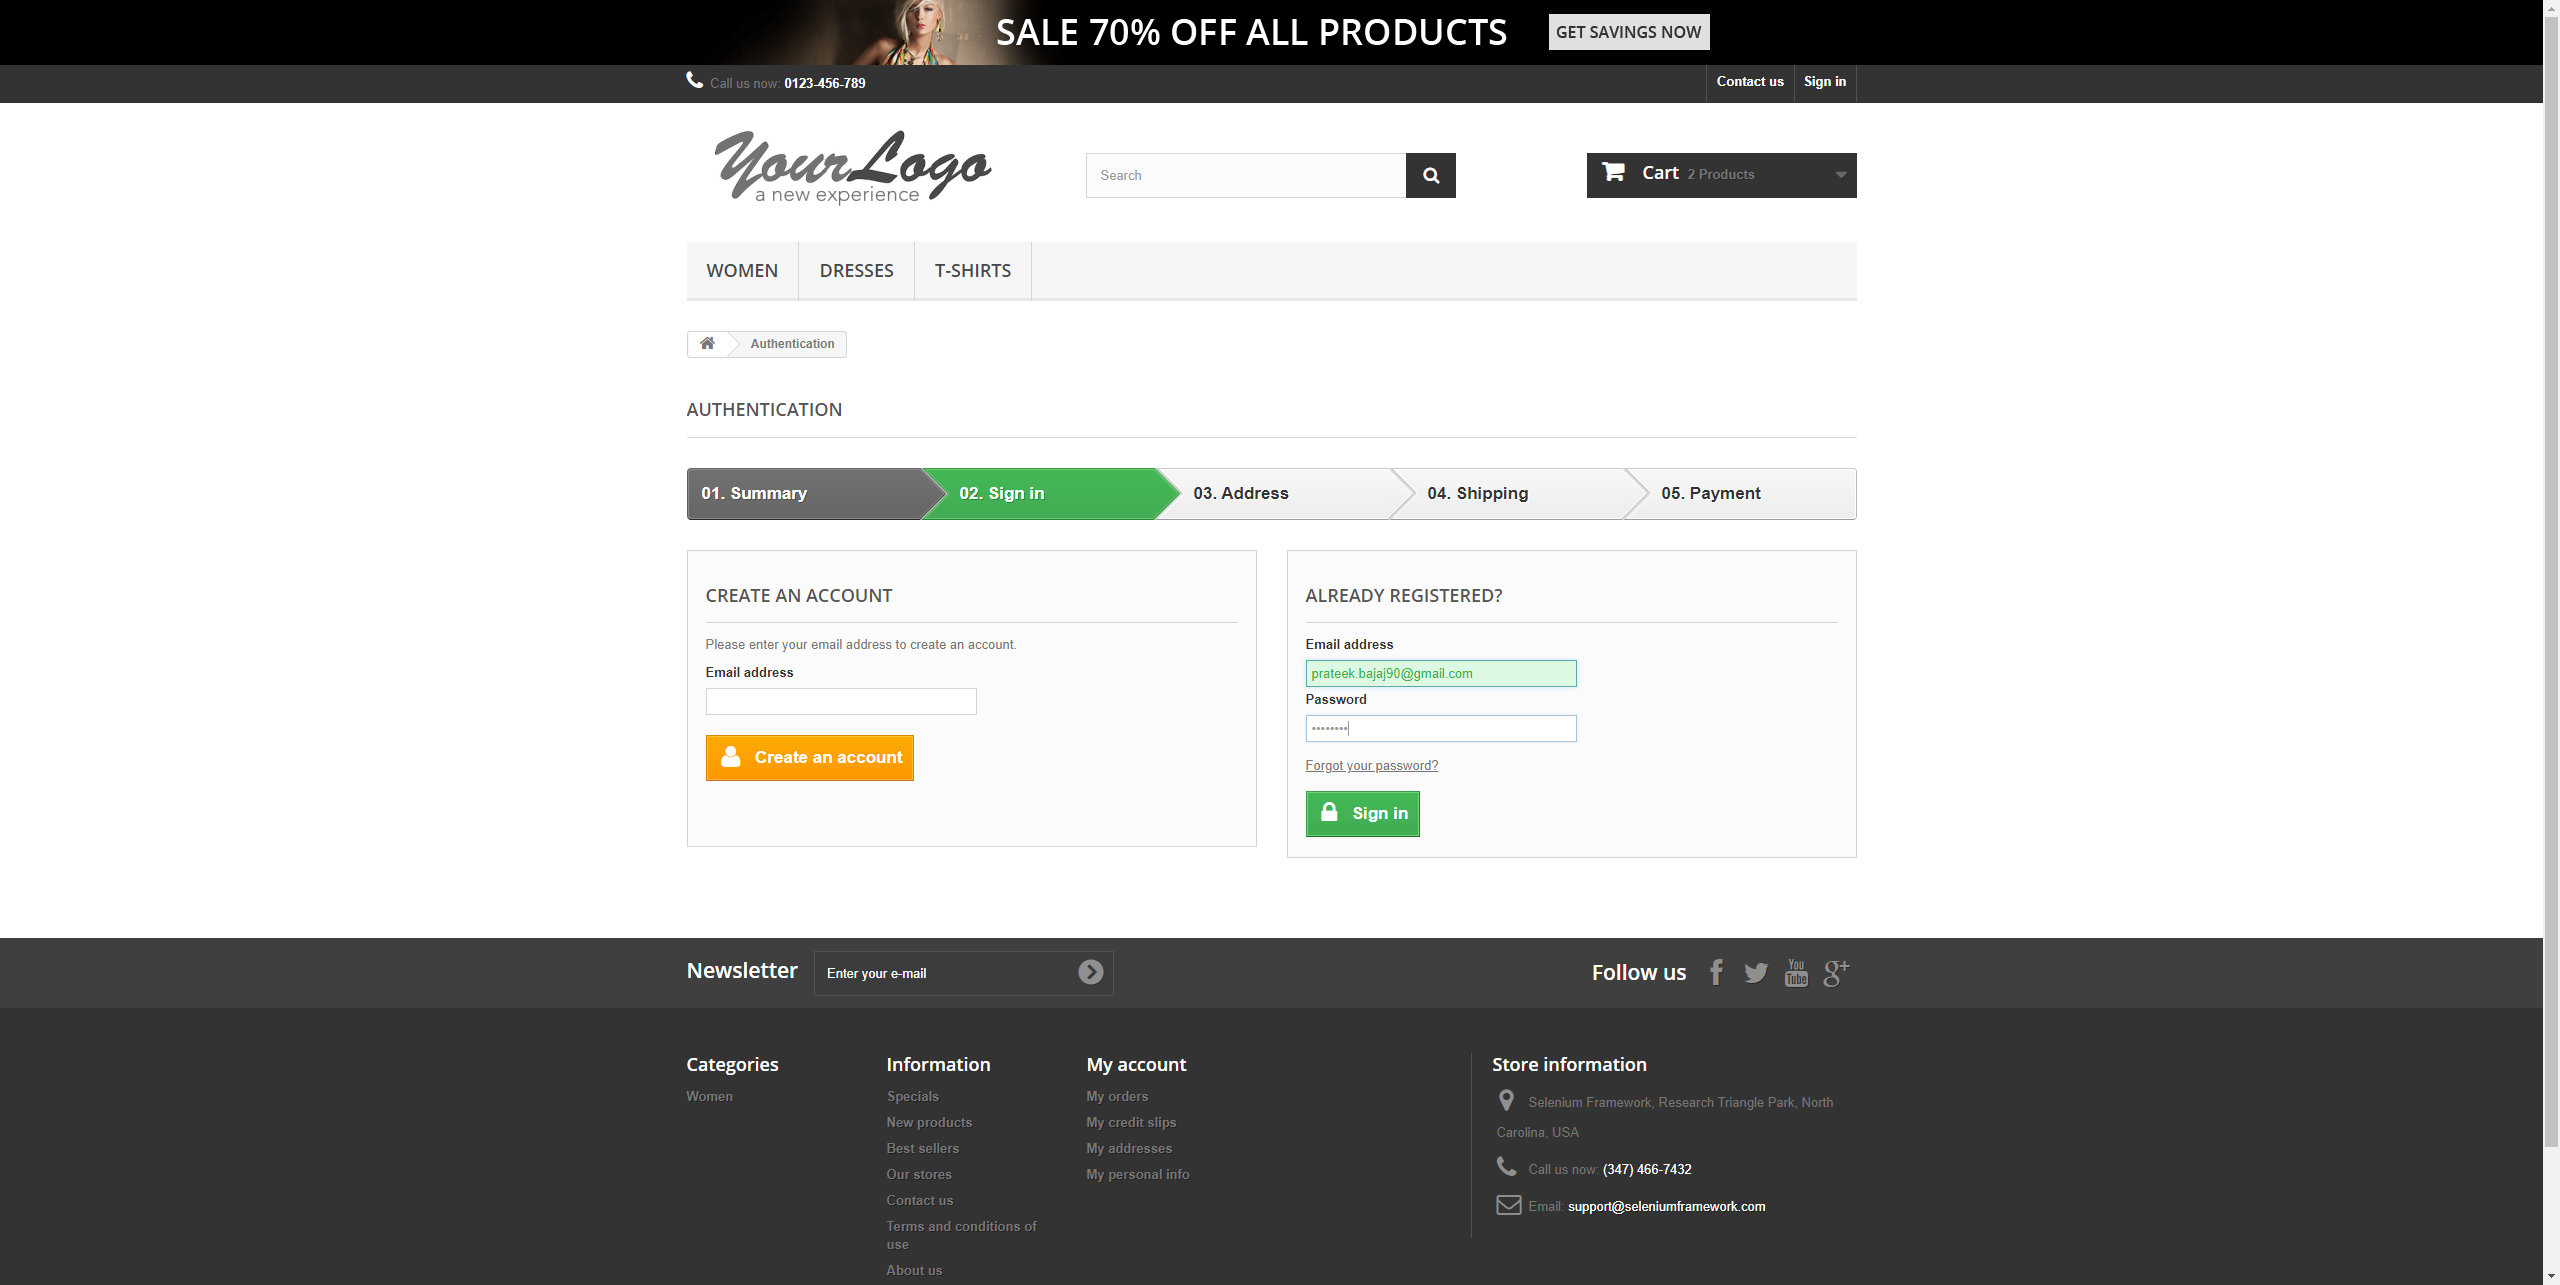 SALE 70% OFF ALL PRODUCTS GET SAVINGS NOW
Call us now: 0123-456-789 Contact us Sign in
Your Logo
a new experience
Search
Cart 2 Products
WOMEN DRESSES T-SHIRTS
Authentication
AUTHENTICATION
01. Summary 02. Sign in 03. Address 04. Shipping 05. Payment
CREATE AN ACCOUNT
Please enter your email address to create an account.
Email address
Create an account
ALREADY REGISTERED?
Email address
prateek.bajaj90@gmail.com
Password
••••••••
Forgot your password?
Sign in
Newsletter Enter your e-mail
Follow us
You
Tube
g+
Categories
Women
Information
Specials
New products
Best sellers
Our stores
Contact us
Terms and conditions of
use
About us
My account
My orders
My credit slips
My addresses
My personal info
Store information
Selenium Framework, Research Triangle Park, North
Carolina, USA
Call us now: (347) 466-7432
Email: support@seleniumframework.com